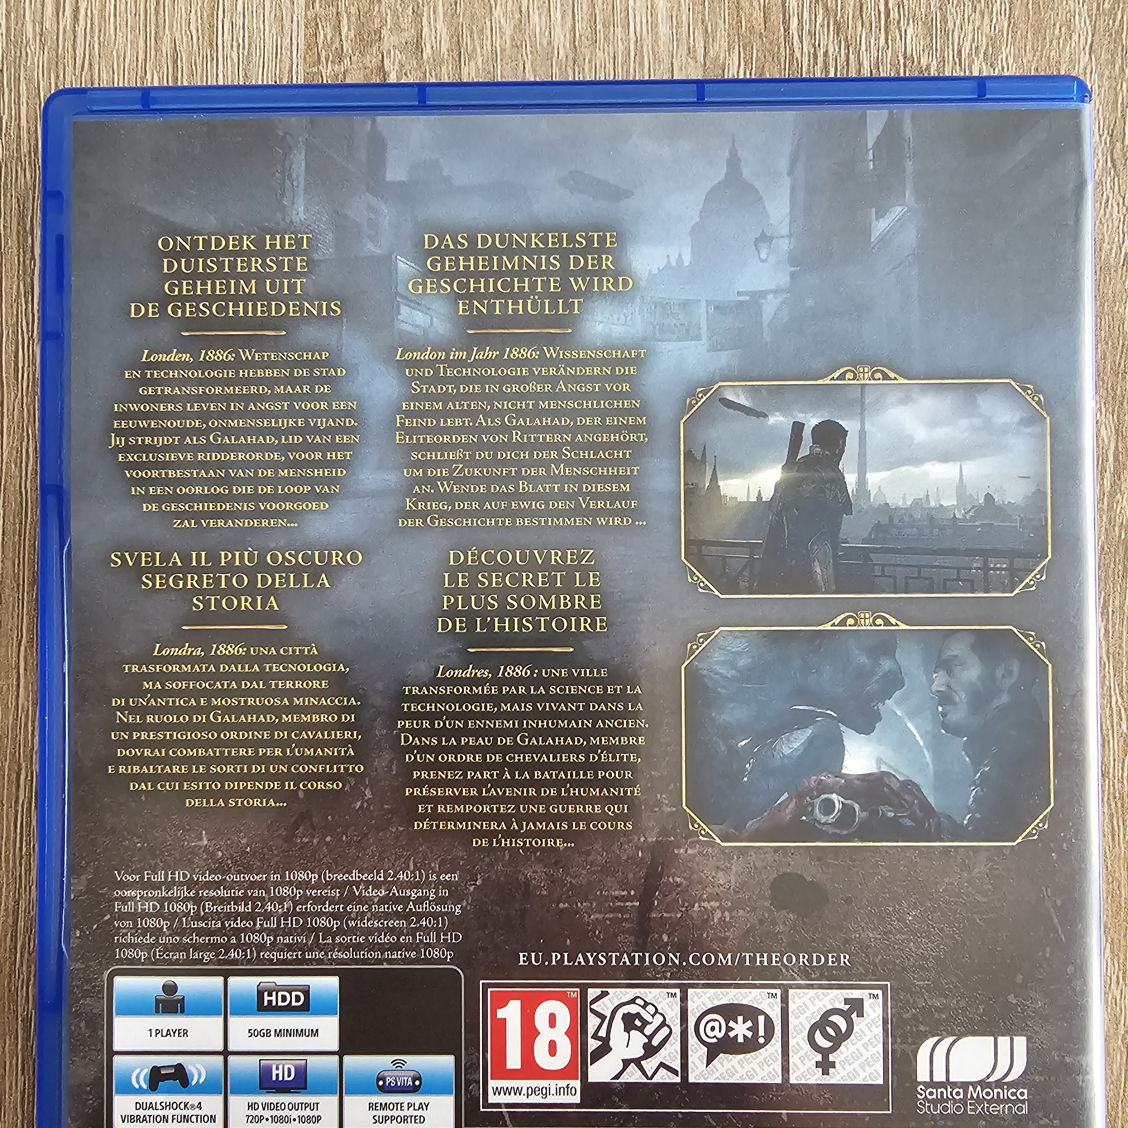 ONTDEK HET
DUISTERSTE
GEHEIM UIT
DE GESCHIEDENIS
Londen, 1886: WETENSCHAP
EN TECHNOLOGIE HEBBEN DE STAD
GETRANSFORMEERD, MAAR DE
INWONERS LEVEN IN ANGST VOOR EEN
EEUWENOUDE, ONMENSELIJKE VIJAND.
JIJ STRIJDT ALS GALAHAD, LID VAN EEN
EXCLUSIEVE RIDDERORDE, VOOR HET
VOORTBESTAAN VAN DE MENSHEID
IN EEN OORLOG DIE DE LOOP VAN
DE GESCHIEDENIS VOORGOED
ZAL VERANDEREN...
DAS DUNKELSTE
GEHEIMNIS DER
GESCHICHTE WIRD
ENTHÜLLT
London im Jahr 1886: WISSENSCHAFT
UND TECHNOLOGIE VERÄNDERN DIE
STADT, DIE IN GROßER ANGST VOR
EINEM ALTEN, NICHT MENSCHLICHEN
FEIND LEBT. ALS GALAHAD, DER EINEM
ELITEORDEN VON RITTERN ANGEHÖRT,
SCHLIEßT DU DICH DER SCHLACHT
UM DIE ZUKUNFT DER MENSCHHEIT
AN. WENDE DAS BLATT IN DIESEM
KRIEG, DER AUF EWIG DEN VERLAUF
DER GESCHICHTE BESTIMMEN WIRD ...
SVELA IL PIÙ OSCURO
SEGRETO DELLA
STORIA
Londra, 1886: UNA CITTÀ
TRASFORMATA DALLA TECNOLOGIA,
MA SOFFOCATA DAL TERRORE
DI UN'ANTICA E MOSTRUOSA MINACCIA.
NEL RUOLO DI GALAHAD, MEMBRO DI
UN PRESTIGIOSO ORDINE DI CAVALIERI,
DOVRAI COMBATTERE PER L'UMANITÀ
E RIBALTARE LE SORTI DI UN CONFLITTO
DAL CUI ESITO DIPENDE IL CORSO
DELLA STORIA...
DÉCOUVREZ
LE SECRET LE
PLUS SOMBRE
DE L'HISTOIRE
Londres, 1886 : UNE VILLE
TRANSFORMÉE PAR LA SCIENCE ET LA
TECHNOLOGIE, MAIS VIVANT DANS LA
PEUR D'UN ENNEMI INHUMAIN ANCIEN.
DANS LA PEAU DE GALAHAD, MEMBRE
D'UN ORDRE DE CHEVALIERS D'ÉLITE,
PRENEZ PART À LA BATAILLE POUR
PRÉSERVER L'AVENIR DE L'HUMANITÉ
ET REMPORTEZ UNE GUERRE QUI
DÉTERMINERA À JAMAIS LE COURS
DE L'HISTOIRE...
Voor Full HD video-outvoer in 1080p (breedbeeld 2.40:1) is een
oorspronkelijke resolutie van 1080p vereist / Video-Ausgang in
Full HD 1080p (Breitbild 2.40:1) erfordert eine native Auflösung
von 1080p / L'uscita video Full HD 1080p (widescreen 2.40:1)
richiede uno schermo a 1080p nativi / La sortie vidéo en Full HD
1080p (Écran large 2.40:1) requiert une résolution native 1080p
EU.PLAYSTATION.COM/THEORDER
1 PLAYER
HDD
50GB MINIMUM
DUALSHOCK®4
VIBRATION FUNCTION
HD
HD VIDEO OUTPUT
720P•1080i•1080P
PS VITA
REMOTE PLAY
SUPPORTED
18
TM
www.pegi.info
TM
@*!
TM
TM
PEGI
Santa Monica
Studio External